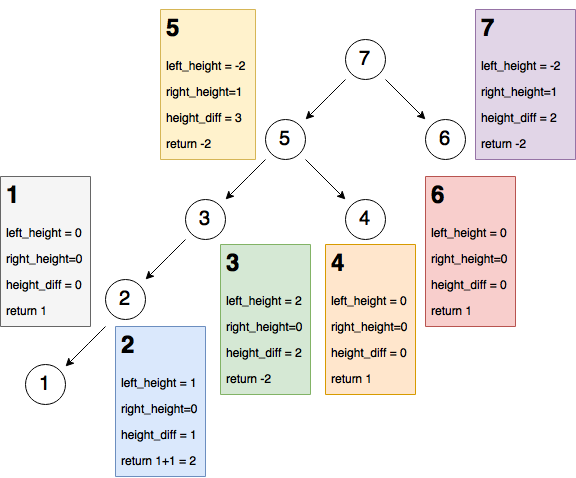 5
left_height = -2
right_height=1
height_diff = 3
return -2
7
left_height = -2
right_height=1
height_diff = 2
return -2
7
5
6
3
4
2
1
1
left_height = 0
right_height=0
height_diff = 0
return 1
6
left_height = 0
right_height=0
height_diff = 0
return 1
3
left_height = 2
right_height=0
height_diff = 2
return -2
4
left_height = 0
right_height=0
height_diff = 0
return 1
2
left_height = 1
right_height=0
height_diff = 1
return 1+1 = 2